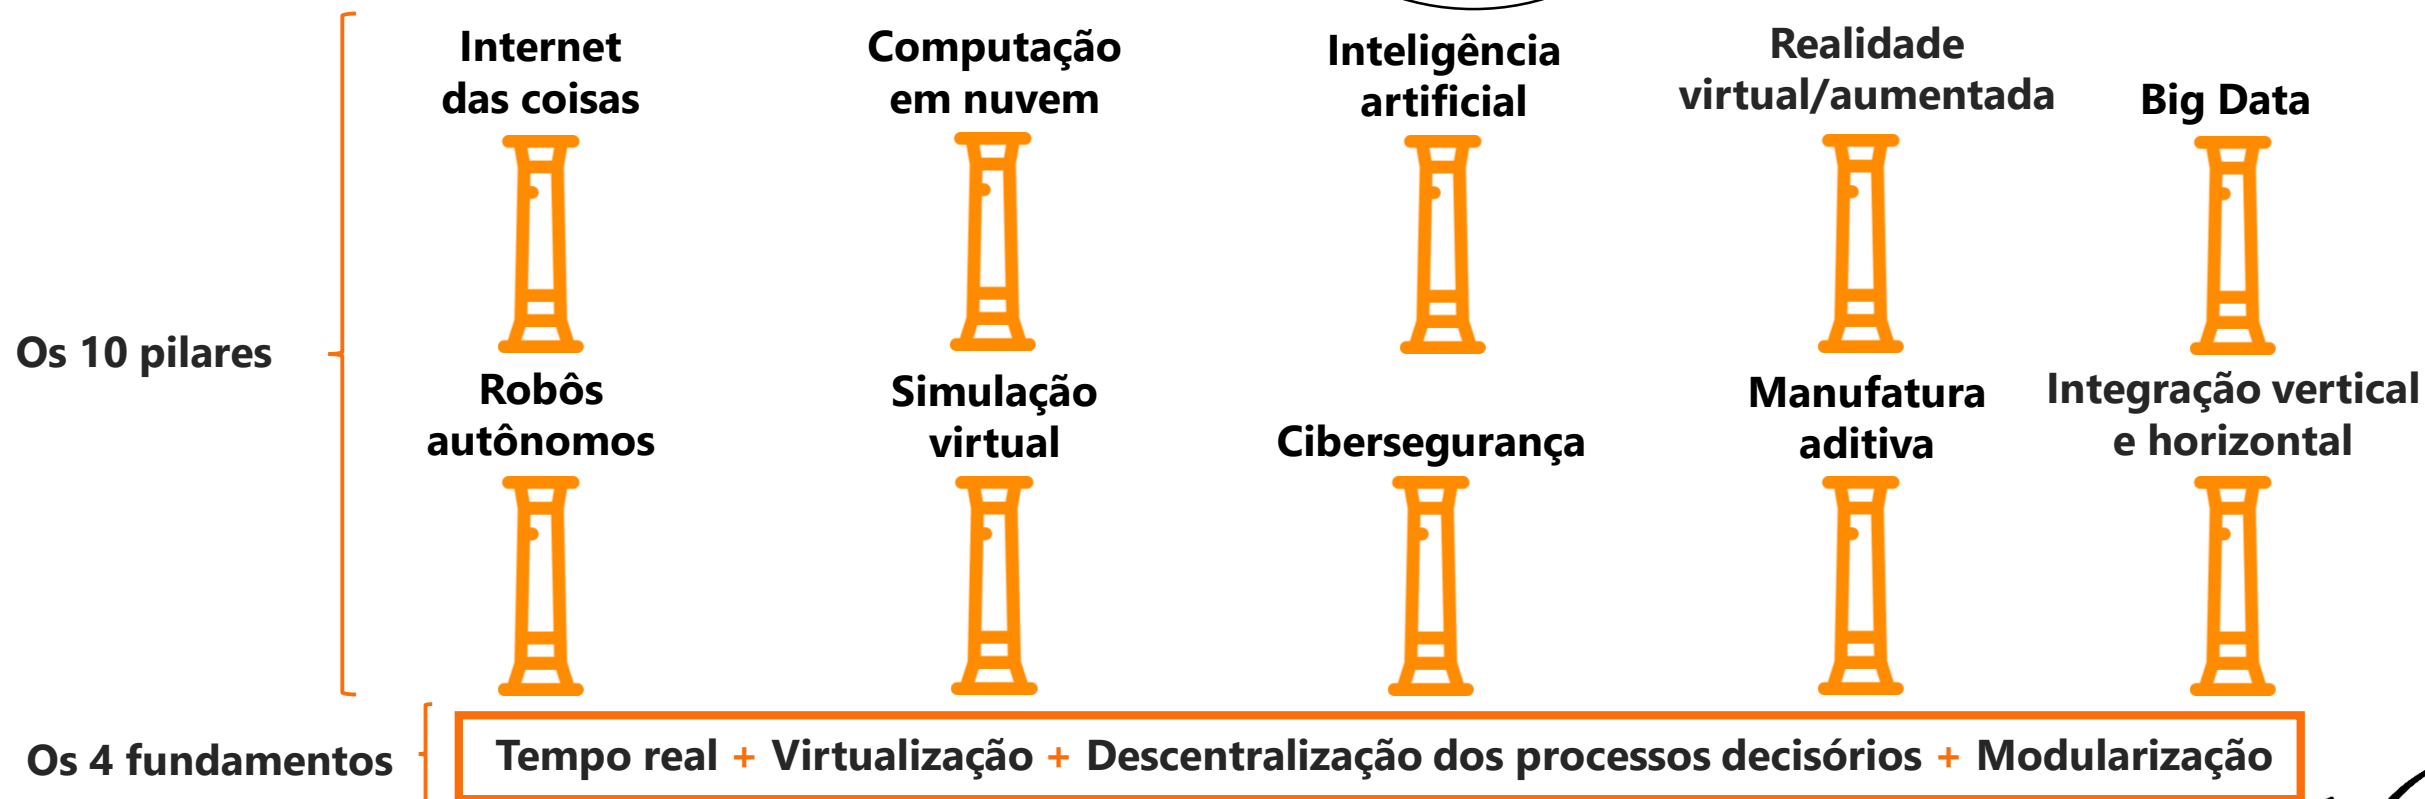 Internet
das coisas
Computação
em nuvem
Inteligência
artificial
Realidade
virtual/aumentada
Big Data
Os 10 pilares
Robôs
autônomos
Simulação
virtual
Cibersegurança
Manufatura
aditiva
Integração vertical
e horizontal
Os 4 fundamentos
Tempo real + Virtualização + Descentralização dos processos decisórios + Modularização